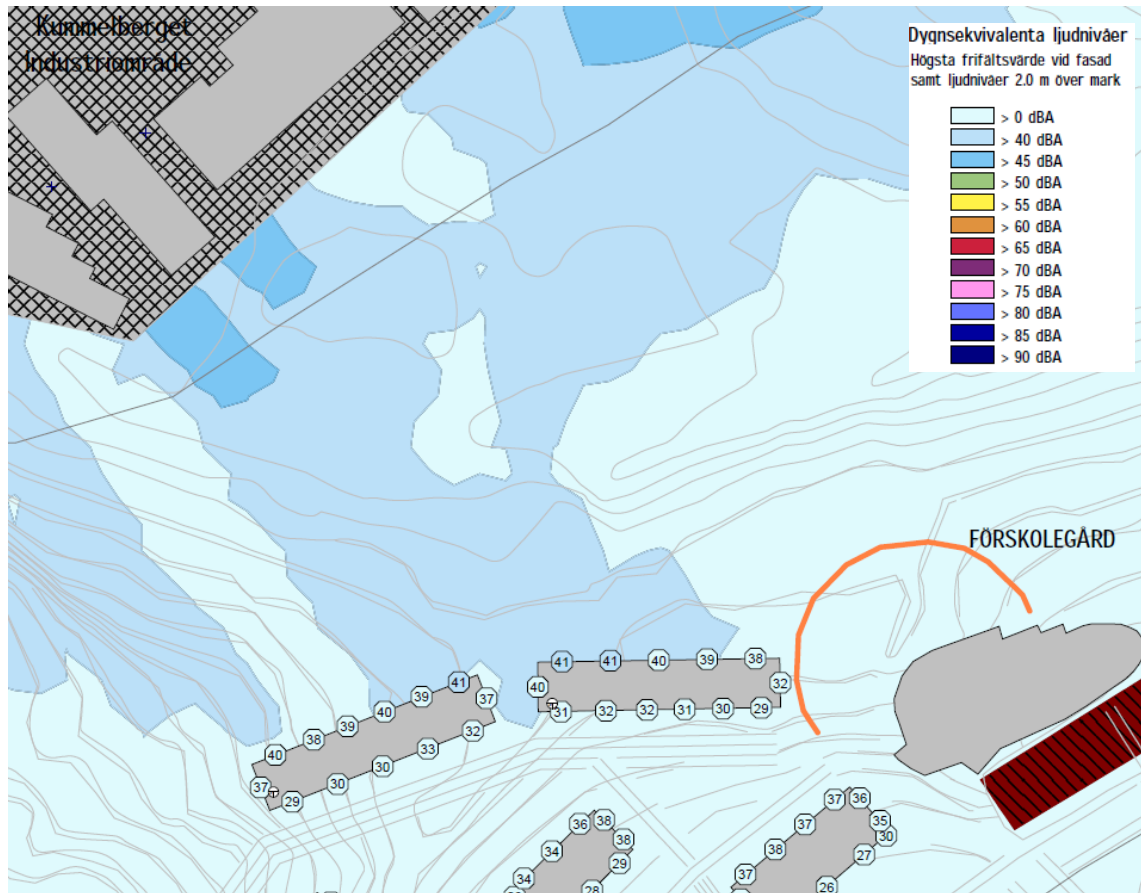 Kummelberget
Industriområde
Dygnsekvivalenta ljudnivåer
Högsta frifältsvärde vid fasad
samt ljudnivåer 2.0 m över mark
> 0 dBA
> 40 dBA
> 45 dBA
> 50 dBA
> 55 dBA
> 60 dBA
> 65 dBA
> 70 dBA
> 75 dBA
> 80 dBA
> 85 dBA
> 90 dBA
FÖRSKOLEGÅRD
41 41 40 39 38
40 32
31 32 32 31 30 29
40 38 39 40 39 41
37 37
29 30 30 33 32
36 38
34 38
34 29
28
37 36
37 35
38 30
37 27
26